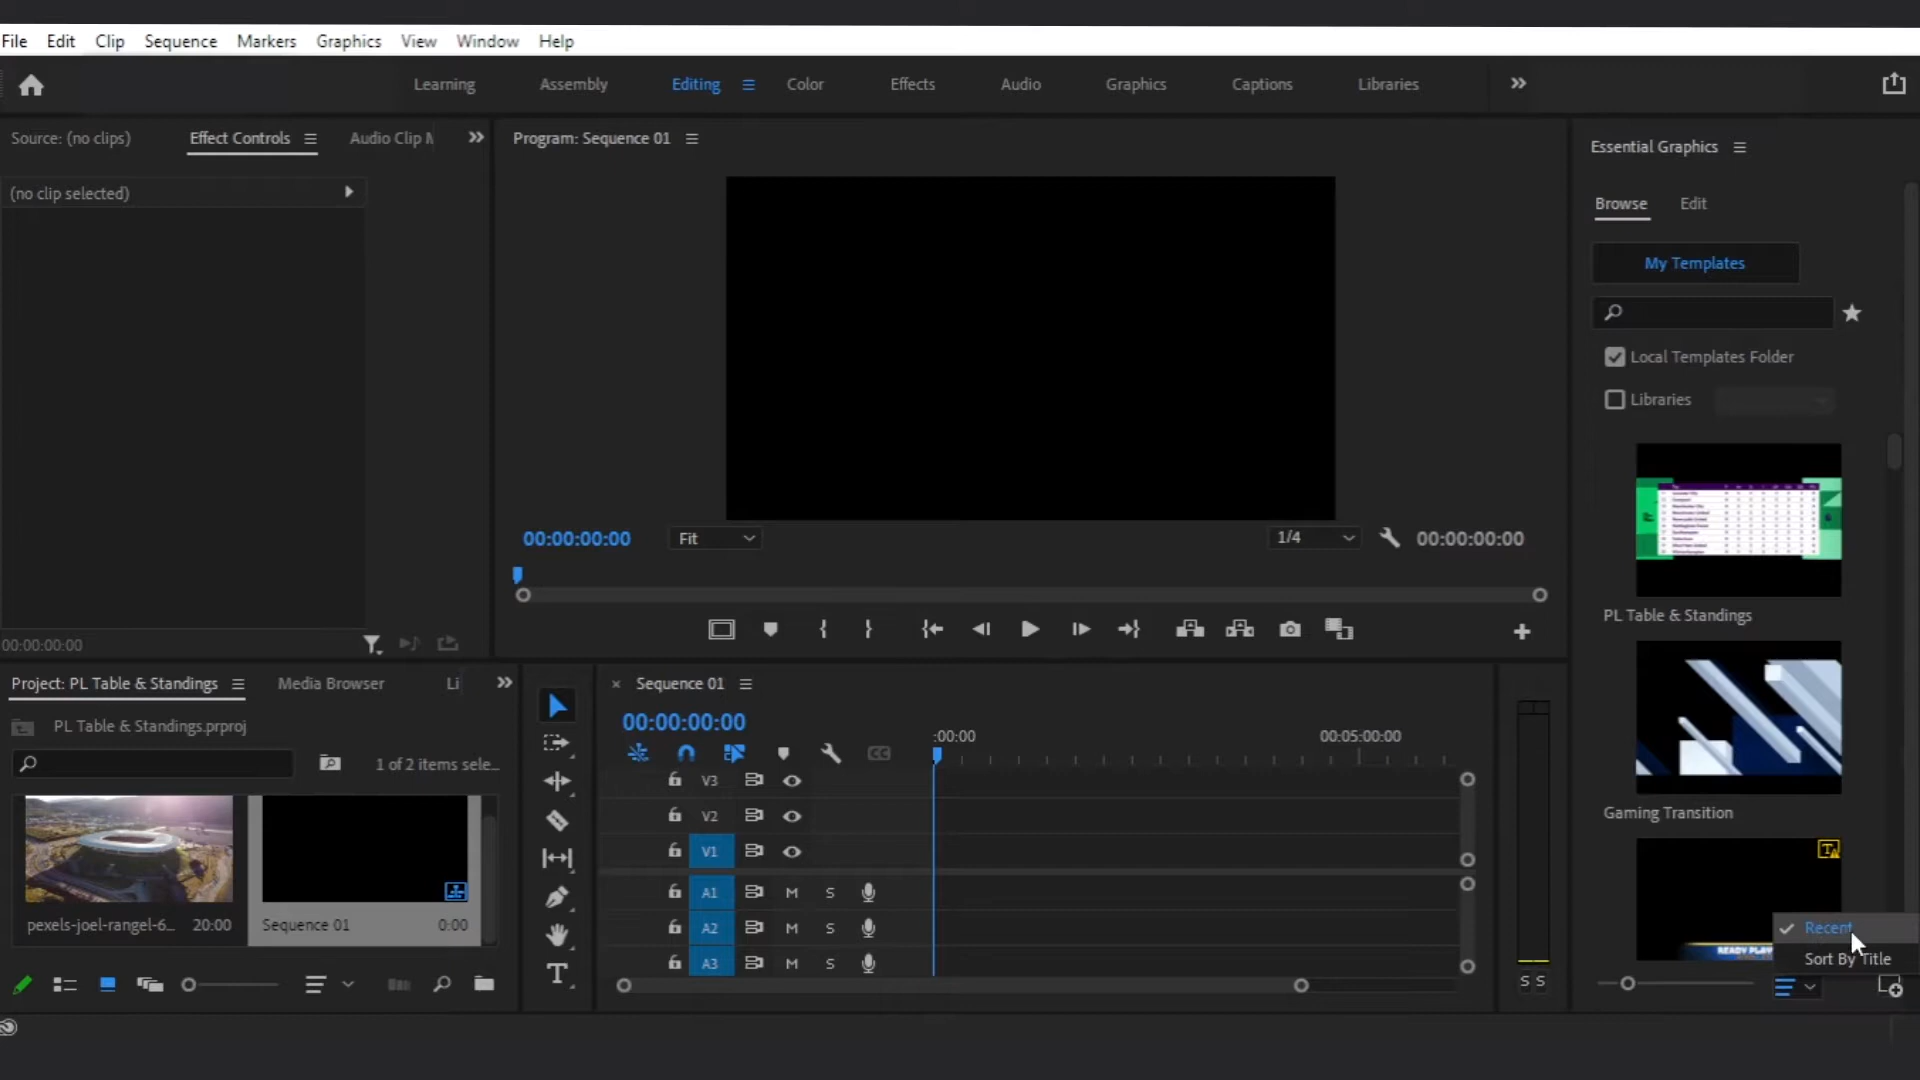 File Edit Clip Sequence Markers Graphics View Window Help
Learning Assembly Editing Color Effects Audio Graphics Captions Libraries
Source: (no clips) Effect Controls Audio Clip M
(no clip selected)
00:00:00:00
Program: Sequence 01
00:00:00:00 Fit 1/4 00:00:00:00
Essential Graphics
Browse Edit
My Templates
Local Templates Folder
Libraries
PL Table & Standings
Gaming Transition
READY PLAY
Recent
Sort By Title
Project: PL Table & Standings Media Browser Li
PL Table & Standings.prproj
1 of 2 items sele...
pexels-joel-rangel-6... 20:00
Sequence 01 0:00
× Sequence 01
00:00:00:00
:00:00 00:05:00:00
CC
V3
V2
V1
A1 M S
A2 M S
A3 M S
T
S S